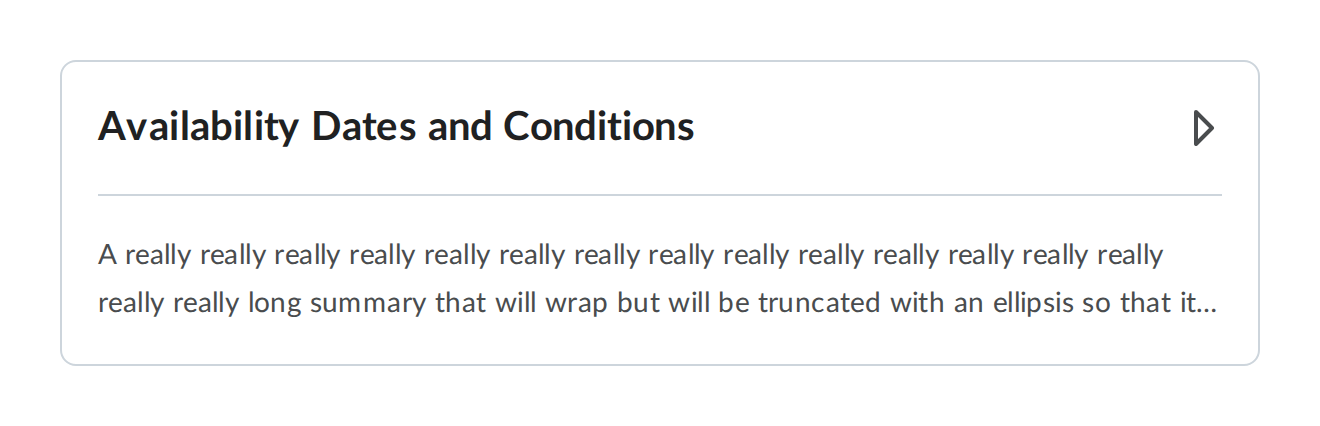 Availability Dates and Conditions
A really really really really really really really really really really really really really really
really really long summary that will wrap but will be truncated with an ellipsis so that it...